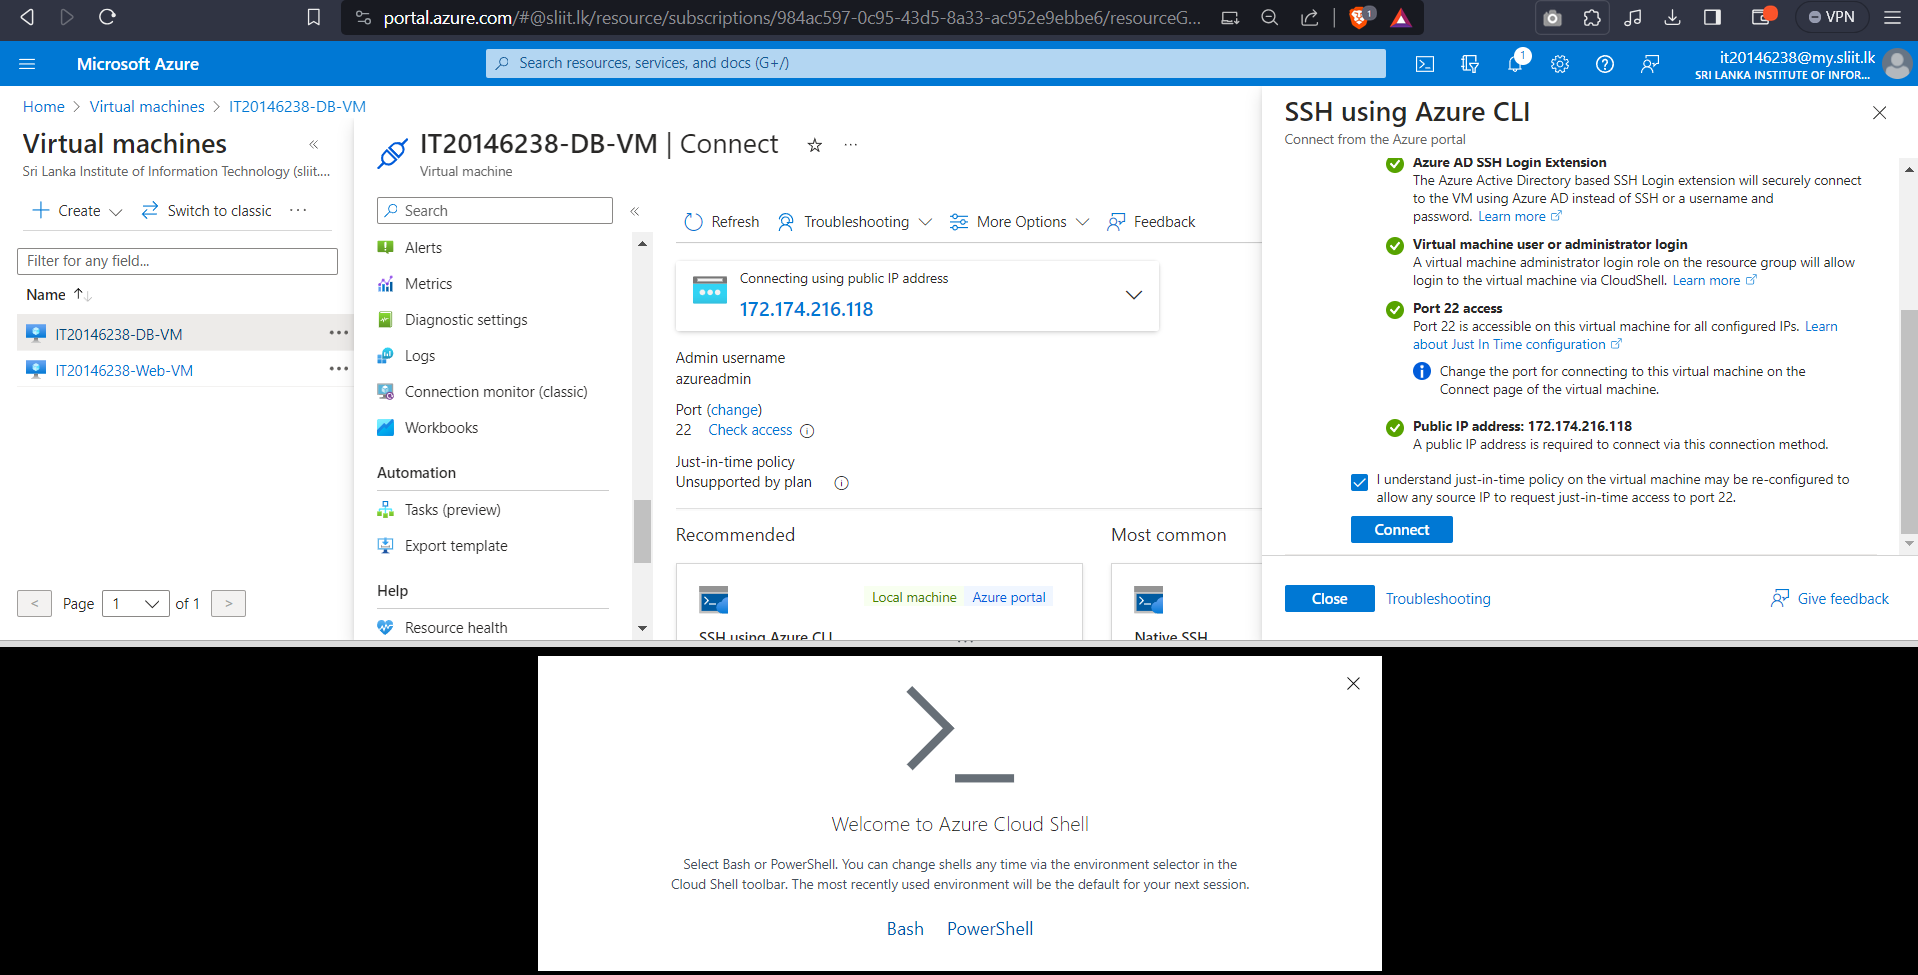 portal.azure.com/#@sliit.lk/resource/subscriptions/984ac597-0c95-43d5-8a33-ac952e9ebbe6/resourceG...
1
VPN
Microsoft Azure
Search resources, services, and docs (G+/)
1
it20146238@my.sliit.lk
SRI LANKA INSTITUTE OF INFOR...
Home > Virtual machines > IT20146238-DB-VM
Virtual machines
Sri Lanka Institute of Information Technology (sliit....
Create
Switch to classic
Filter for any field...
Name
IT20146238-DB-VM
IT20146238-Web-VM
< Page 1 of 1 >
IT20146238-DB-VM | Connect
Virtual machine
Search
Alerts
Metrics
Diagnostic settings
Logs
Connection monitor (classic)
Workbooks
Automation
Tasks (preview)
Export template
Help
Resource health
Refresh
Troubleshooting
More Options
Feedback
Connecting using public IP address
172.174.216.118
Admin username
azureadmin
Port (change)
22 Check access
Just-in-time policy
Unsupported by plan
Recommended
Most common
Local machine
Azure portal
SSH using Azure CLI
Native SSH
SSH using Azure CLI
Connect from the Azure portal
Azure AD SSH Login Extension
The Azure Active Directory based SSH Login extension will securely connect
to the VM using Azure AD instead of SSH or a username and
password. Learn more
Virtual machine user or administrator login
A virtual machine administrator login role on the resource group will allow
login to the virtual machine via CloudShell. Learn more
Port 22 access
Port 22 is accessible on this virtual machine for all configured IPs. Learn
about Just In Time configuration
Change the port for connecting to this virtual machine on the
Connect page of the virtual machine.
Public IP address: 172.174.216.118
A public IP address is required to connect via this connection method.
I understand just-in-time policy on the virtual machine may be re-configured to
allow any source IP to request just-in-time access to port 22.
Connect
Close
Troubleshooting
Give feedback
Welcome to Azure Cloud Shell
Select Bash or PowerShell. You can change shells any time via the environment selector in the
Cloud Shell toolbar. The most recently used environment will be the default for your next session.
Bash
PowerShell